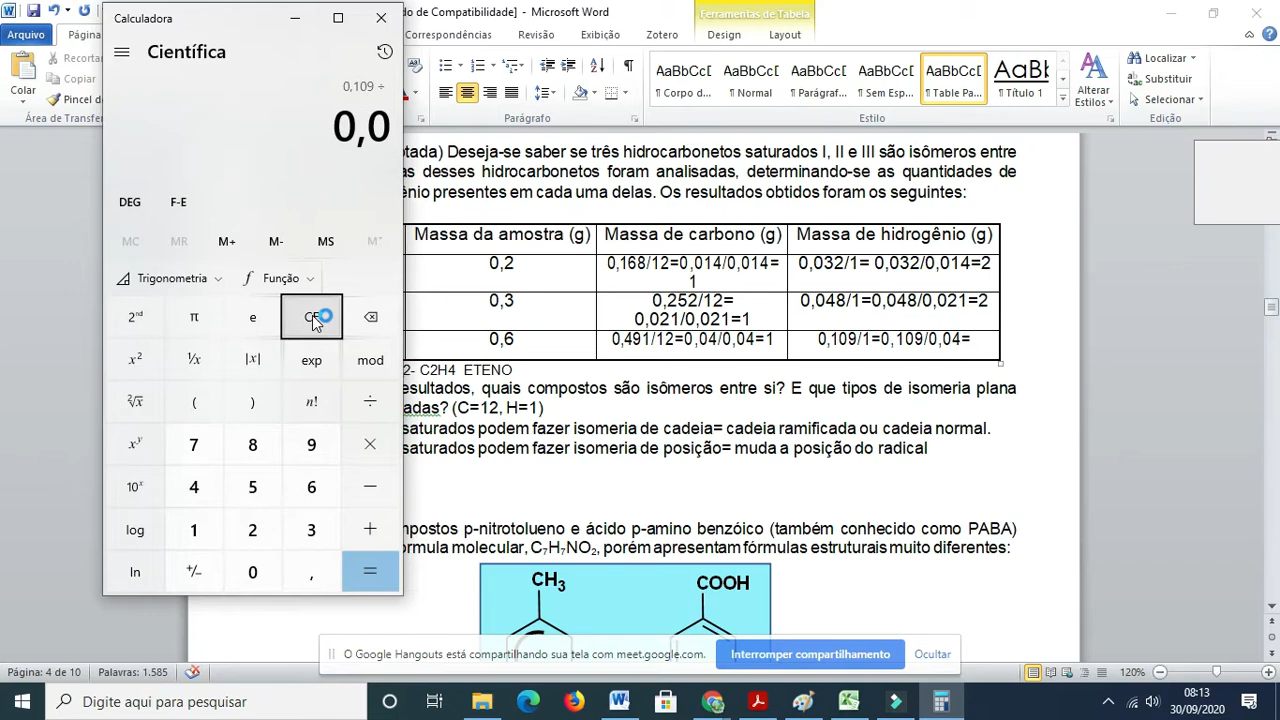 Calculadora
do de Compatibilidade] - Microsoft Word
Ferramentas de Tabela
Arquivo
Correspondências
Revisão
Exibição
Zotero
Design
Layout
Científica
Colar
Recortar
Copiar
Pincel d
Área de Transfer
AaBbCc[
¶ Corpo d...
AaBbCc[
¶ Normal
AaBbCc[
¶ Parágraf...
AaBbCc[
¶ Sem Esp...
AaBbCc[
¶ Table Pa...
AaBb(
¶ Título 1
Alterar
Estilos
Localizar
Substituir
Selecionar
Parágrafo
Estilo
Edição
0,109 ÷
0,0
DEG
F-E
MC
MR
M+
M-
MS
M˅
Trigonometria
Função
2nd
π
e
CE
x²
¹/x
|x|
exp
mod
²√x
(
)
n!
÷
xʸ
7
8
9
×
10ˣ
4
5
6
−
log
1
2
3
+
ln
+/−
0
,
=
otada) Deseja-se saber se três hidrocarbonetos saturados I, II e III são isômeros entre
as desses hidrocarbonetos foram analisadas, determinando-se as quantidades de
ênio presentes em cada uma delas. Os resultados obtidos foram os seguintes:
Massa da amostra (g)
Massa de carbono (g)
Massa de hidrogênio (g)
0,2
0,168/12=0,014/0,014=
1
0,032/1= 0,032/0,014=2
0,3
0,252/12=
0,021/0,021=1
0,048/1=0,048/0,021=2
0,6
0,491/12=0,04/0,04=1
0,109/1=0,109/0,04=
2- C2H4  ETENO
esultados, quais compostos são isômeros entre si? E que tipos de isomeria plana
adas? (C=12, H=1)
saturados podem fazer isomeria de cadeia= cadeia ramificada ou cadeia normal.
saturados podem fazer isomeria de posição= muda a posição do radical
mpostos p-nitrotolueno e ácido p-amino benzóico (também conhecido como PABA)
órmula molecular, C₇H₇NO₂, porém apresentam fórmulas estruturais muito diferentes:
CH₃
COOH
O Google Hangouts está compartilhando sua tela com meet.google.com.
Interromper compartilhamento
Ocultar
Página: 4 de 10
Palavras: 1.585
120%
Digite aqui para pesquisar
08:13
30/09/2020